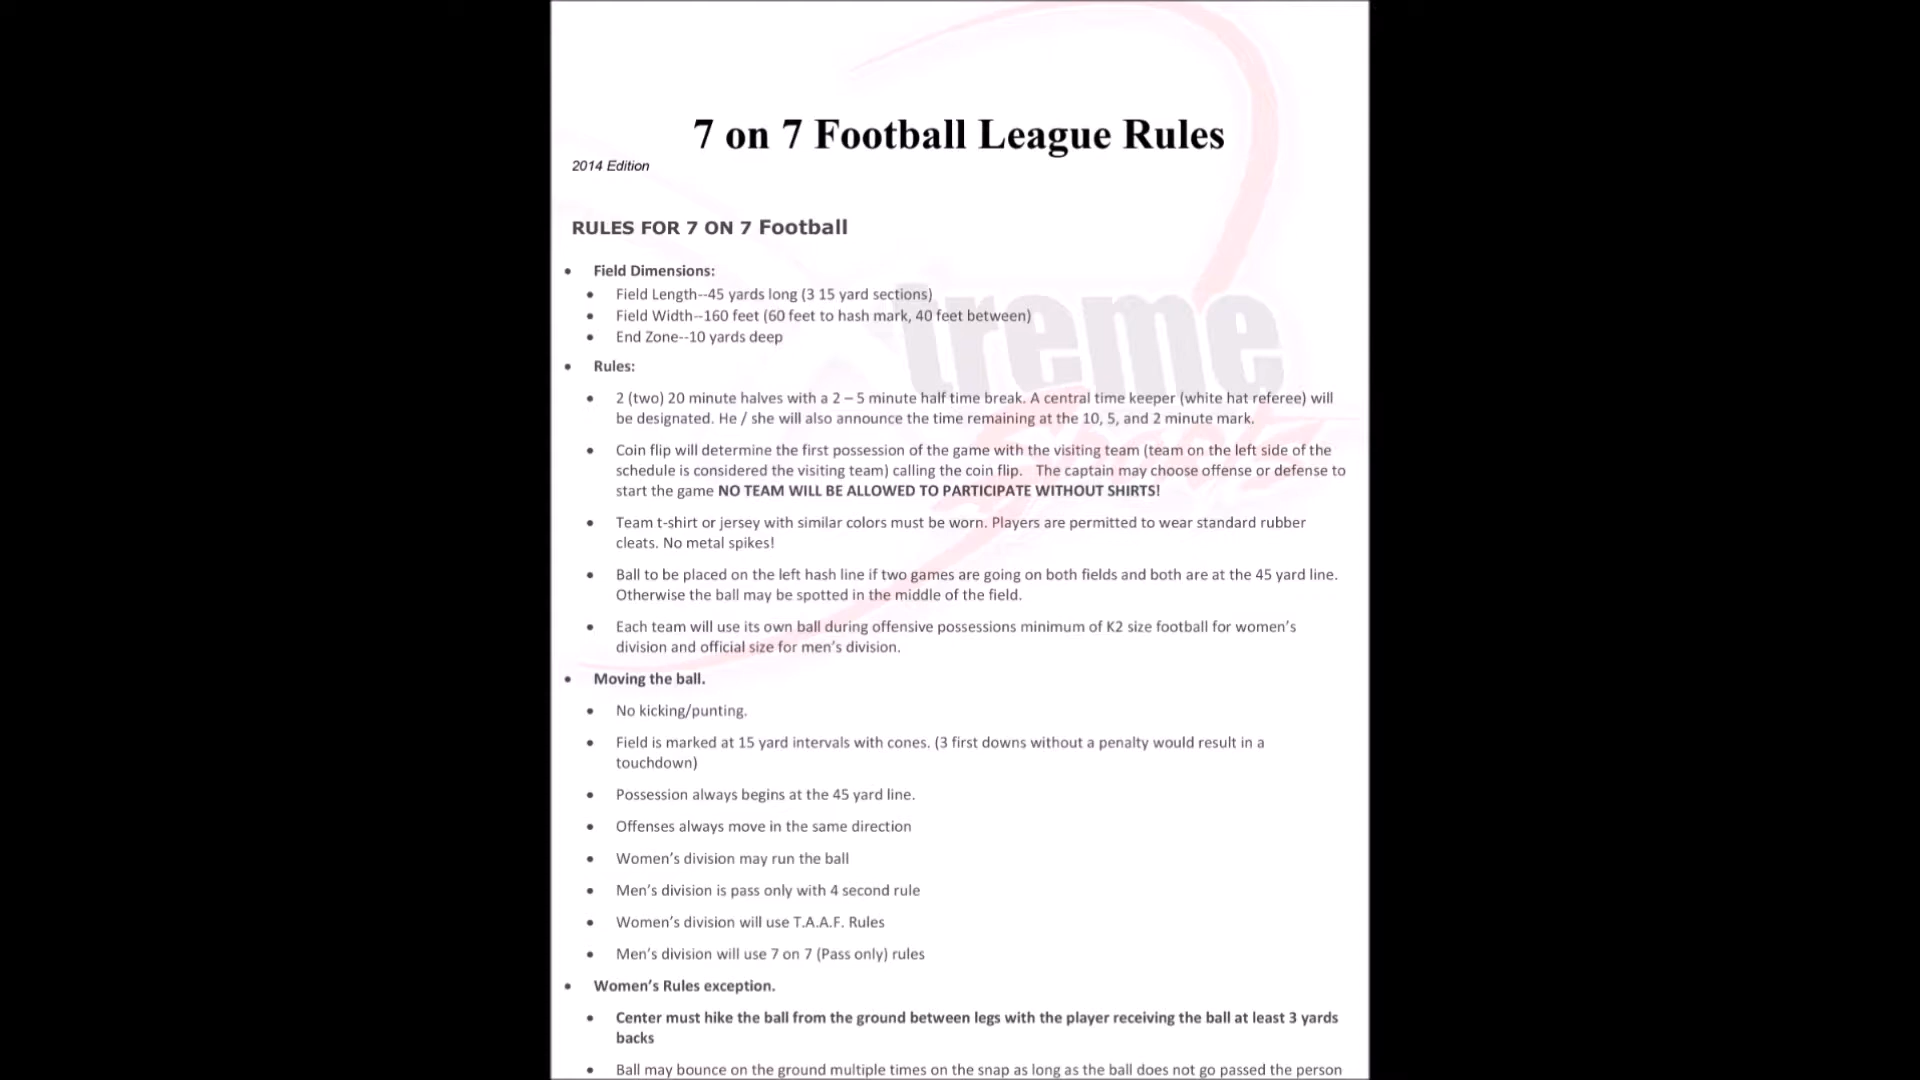 7 on 7 Football League Rules
2014 Edition
RULES FOR 7 ON 7 Football
• Field Dimensions:
• Field Length--45 yards long (3 15 yard sections)
• Field Width--160 feet (60 feet to hash mark, 40 feet between)
• End Zone--10 yards deep
• Rules:
• 2 (two) 20 minute halves with a 2 – 5 minute half time break. A central time keeper (white hat referee) will
be designated. He / she will also announce the time remaining at the 10, 5, and 2 minute mark.
• Coin flip will determine the first possession of the game with the visiting team (team on the left side of the
schedule is considered the visiting team) calling the coin flip. The captain may choose offense or defense to
start the game NO TEAM WILL BE ALLOWED TO PARTICIPATE WITHOUT SHIRTS!
• Team t-shirt or jersey with similar colors must be worn. Players are permitted to wear standard rubber
cleats. No metal spikes!
• Ball to be placed on the left hash line if two games are going on both fields and both are at the 45 yard line.
Otherwise the ball may be spotted in the middle of the field.
• Each team will use its own ball during offensive possessions minimum of K2 size football for women's
division and official size for men's division.
• Moving the ball.
• No kicking/punting.
• Field is marked at 15 yard intervals with cones. (3 first downs without a penalty would result in a
touchdown)
• Possession always begins at the 45 yard line.
• Offenses always move in the same direction
• Women's division may run the ball
• Men's division is pass only with 4 second rule
• Women's division will use T.A.A.F. Rules
• Men's division will use 7 on 7 (Pass only) rules
• Women's Rules exception.
• Center must hike the ball from the ground between legs with the player receiving the ball at least 3 yards
backs
• Ball may bounce on the ground multiple times on the snap as long as the ball does not go passed the person
treme
Sports